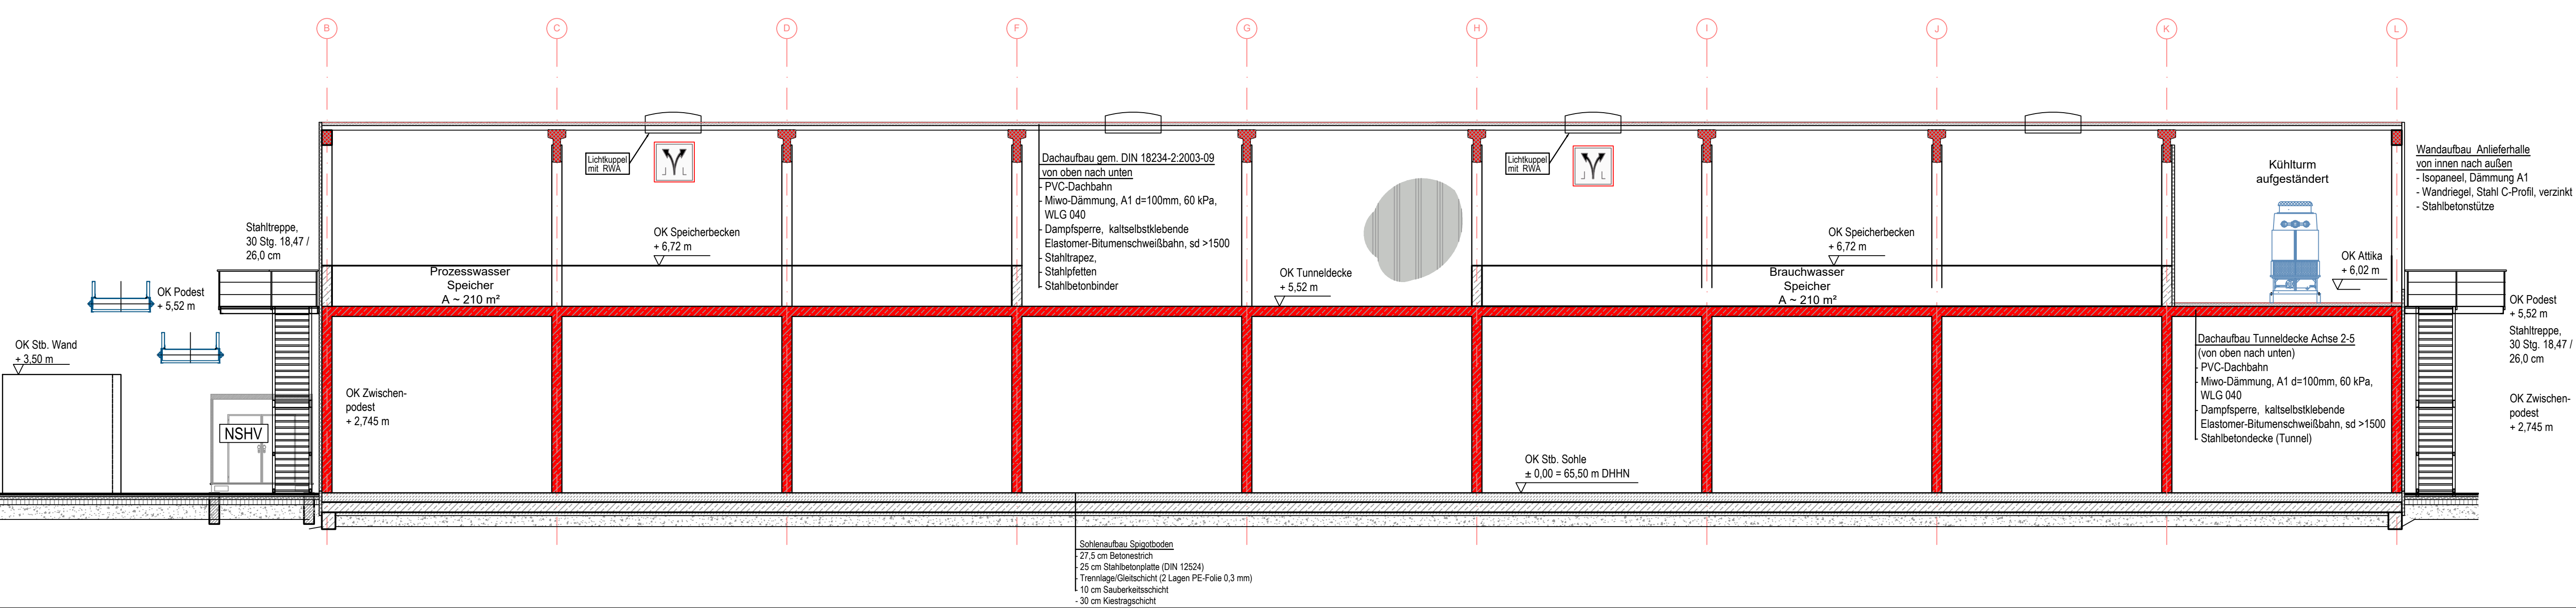 B
C
D
F
G
H
I
J
K
L
Lichtkuppel
mit RWA
Dachaufbau gem. DIN 18234-2:2003-09
von oben nach unten
- PVC-Dachbahn
- Miwo-Dämmung, A1 d=100mm, 60 kPa,
WLG 040
- Dampfsperre, kaltselbstklebende
Elastomer-Bitumenschweißbahn, sd >1500
- Stahltrapez,
- Stahlpfetten
- Stahlbetonbinder
Lichtkuppel
mit RWA
Kühlturm
aufgeständert
Wandaufbau Anlieferhalle
von innen nach außen
- Isopaneel, Dämmung A1
- Wandriegel, Stahl C-Profil, verzinkt
- Stahlbetonstütze
Stahltreppe,
30 Stg. 18,47 /
26,0 cm
OK Speicherbecken
+ 6,72 m
OK Speicherbecken
+ 6,72 m
OK Attika
+ 6,02 m
Prozesswasser
Speicher
A ~ 210 m²
OK Tunneldecke
+ 5,52 m
Brauchwasser
Speicher
A ~ 210 m²
OK Podest
+ 5,52 m
OK Podest
+ 5,52 m
Stahltreppe,
30 Stg. 18,47 /
26,0 cm
OK Stb. Wand
+ 3,50 m
Dachaufbau Tunneldecke Achse 2-5
(von oben nach unten)
- PVC-Dachbahn
- Miwo-Dämmung, A1 d=100mm, 60 kPa,
WLG 040
- Dampfsperre, kaltselbstklebende
Elastomer-Bitumenschweißbahn, sd >1500
- Stahlbetondecke (Tunnel)
OK Zwischen-
podest
+ 2,745 m
OK Zwischen-
podest
+ 2,745 m
NSHV
OK Stb. Sohle
± 0,00 = 65,50 m DHHN
Sohlenaufbau Spigotboden
- 27,5 cm Betonestrich
- 25 cm Stahlbetonplatte (DIN 12524)
- Trennlage/Gleitschicht (2 Lagen PE-Folie 0,3 mm)
- 10 cm Sauberkeitsschicht
- 30 cm Kiestragschicht